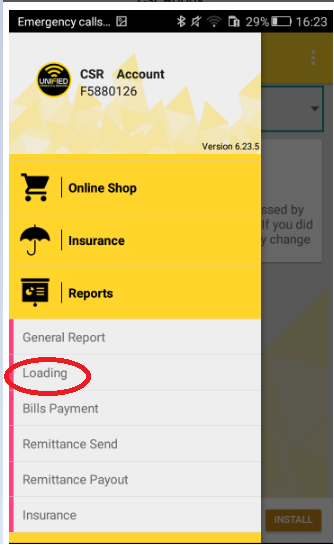 Emergency calls... 29% 16:23
UNIFIED
CSR Account
F5880126
Version 6.23.5
Online Shop
Insurance
ssed by
Reports
If you did
y change
General Report
Loading
Bills Payment
Remittance Send
Remittance Payout
Insurance
INSTALL